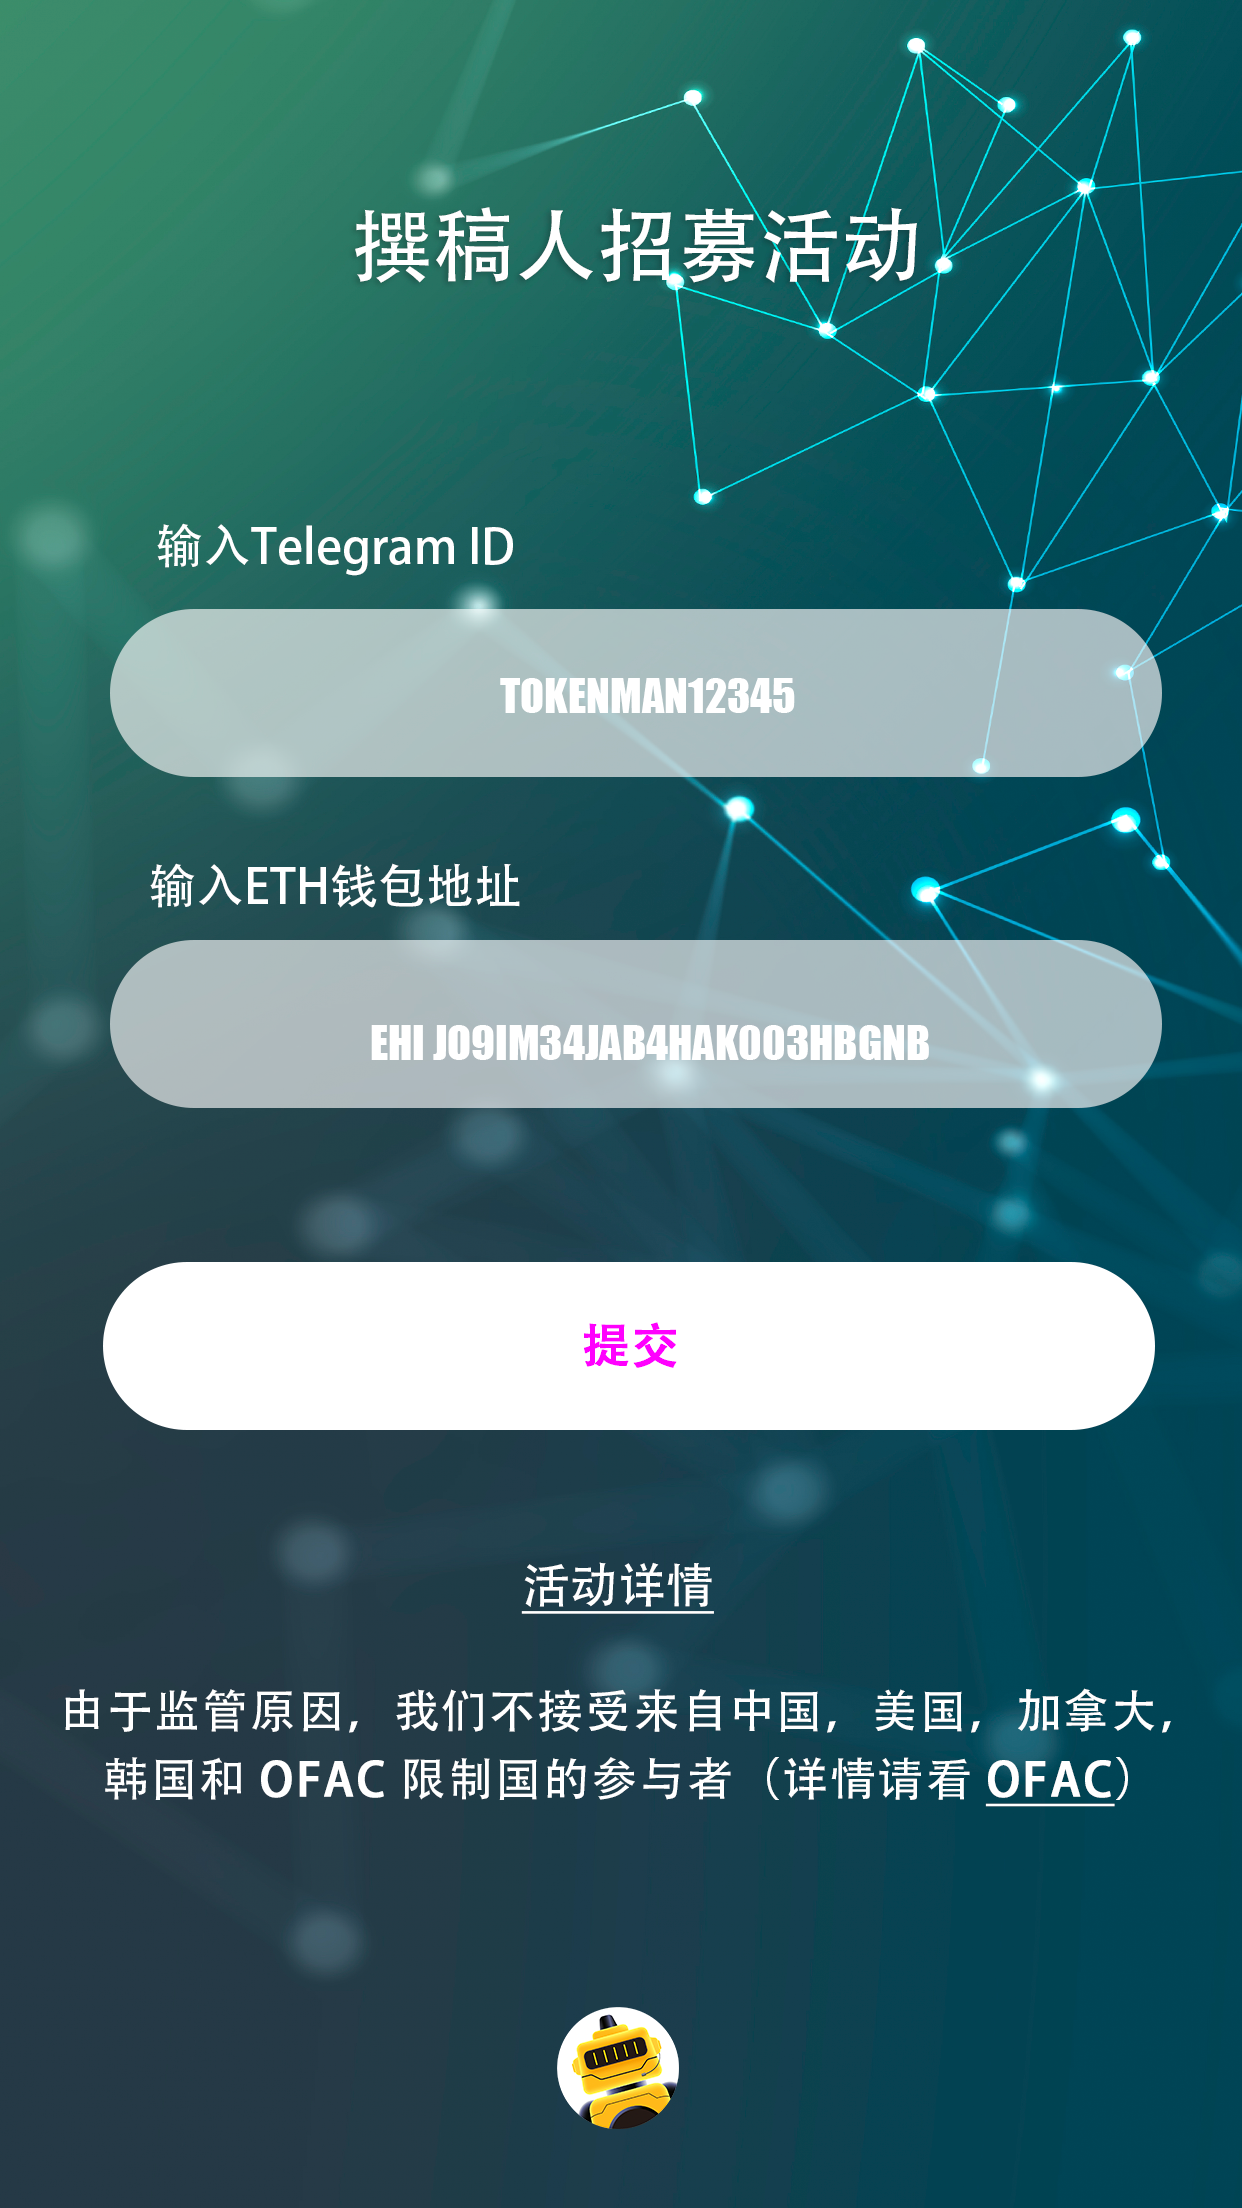 撰稿人招募活动
输入Telegram ID
TOKENMAN12345
输入ETH钱包地址
EHI JO9IM34JAB4HAKO03HBGNB
提交
活动详情
由于监管原因，我们不接受来自中国，美国，加拿大，
韩国和 OFAC 限制国的参与者（详情请看 OFAC）